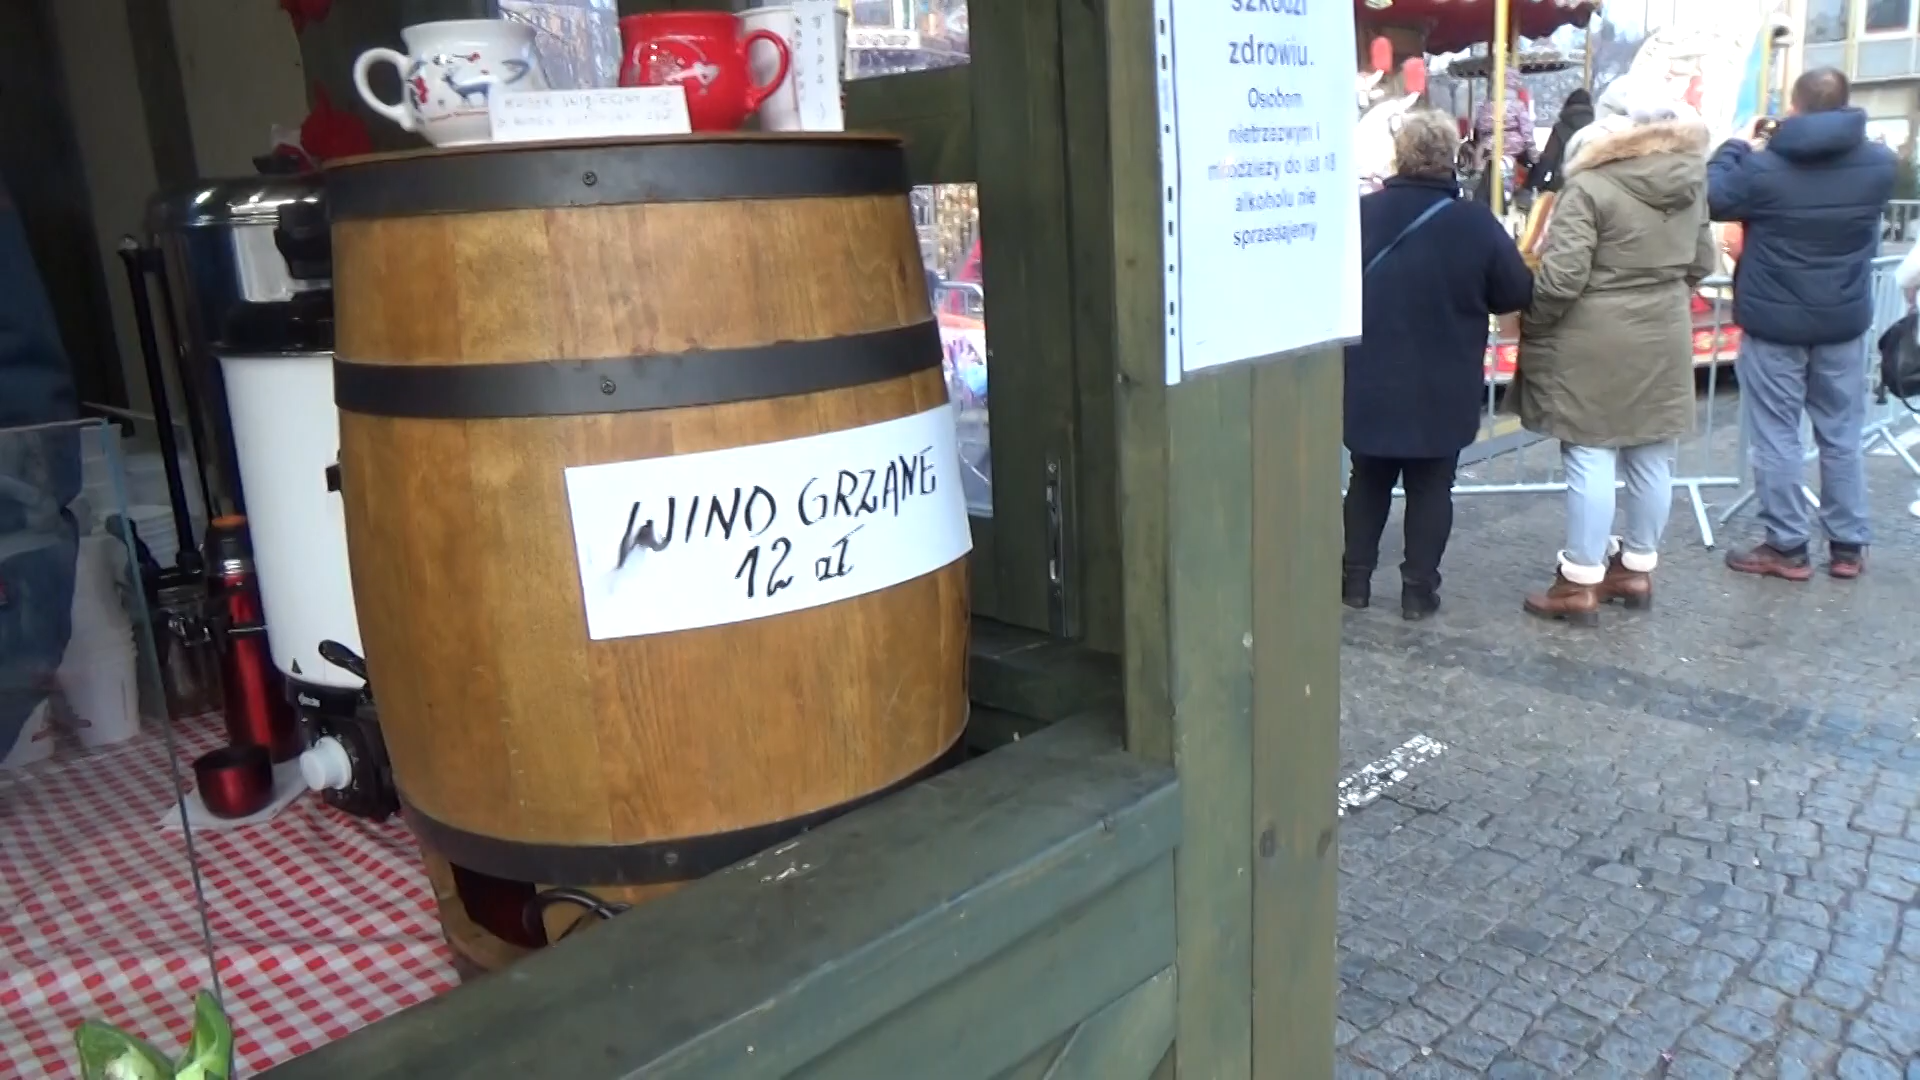 WINO GRZANE
12 zł
szkodzi
zdrowiu.
Osobom
nietrzeźwym i
młodzieży do lat 18
alkoholu nie
sprzedajemy